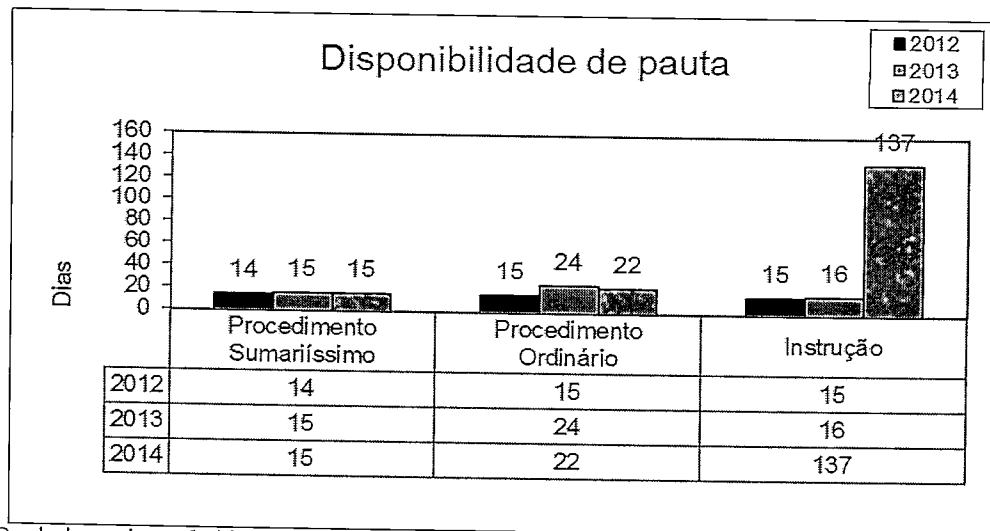 Disponibilidade de pauta
2012
2013
2014
160
140
120
100
80
60
40
20
0
Dias
14 15 15
15 24 22
15 16 137
Procedimento
Sumariíssimo
Procedimento
Ordinário
Instrução
2012 14 15 15
2013 15 24 16
2014 15 22 137